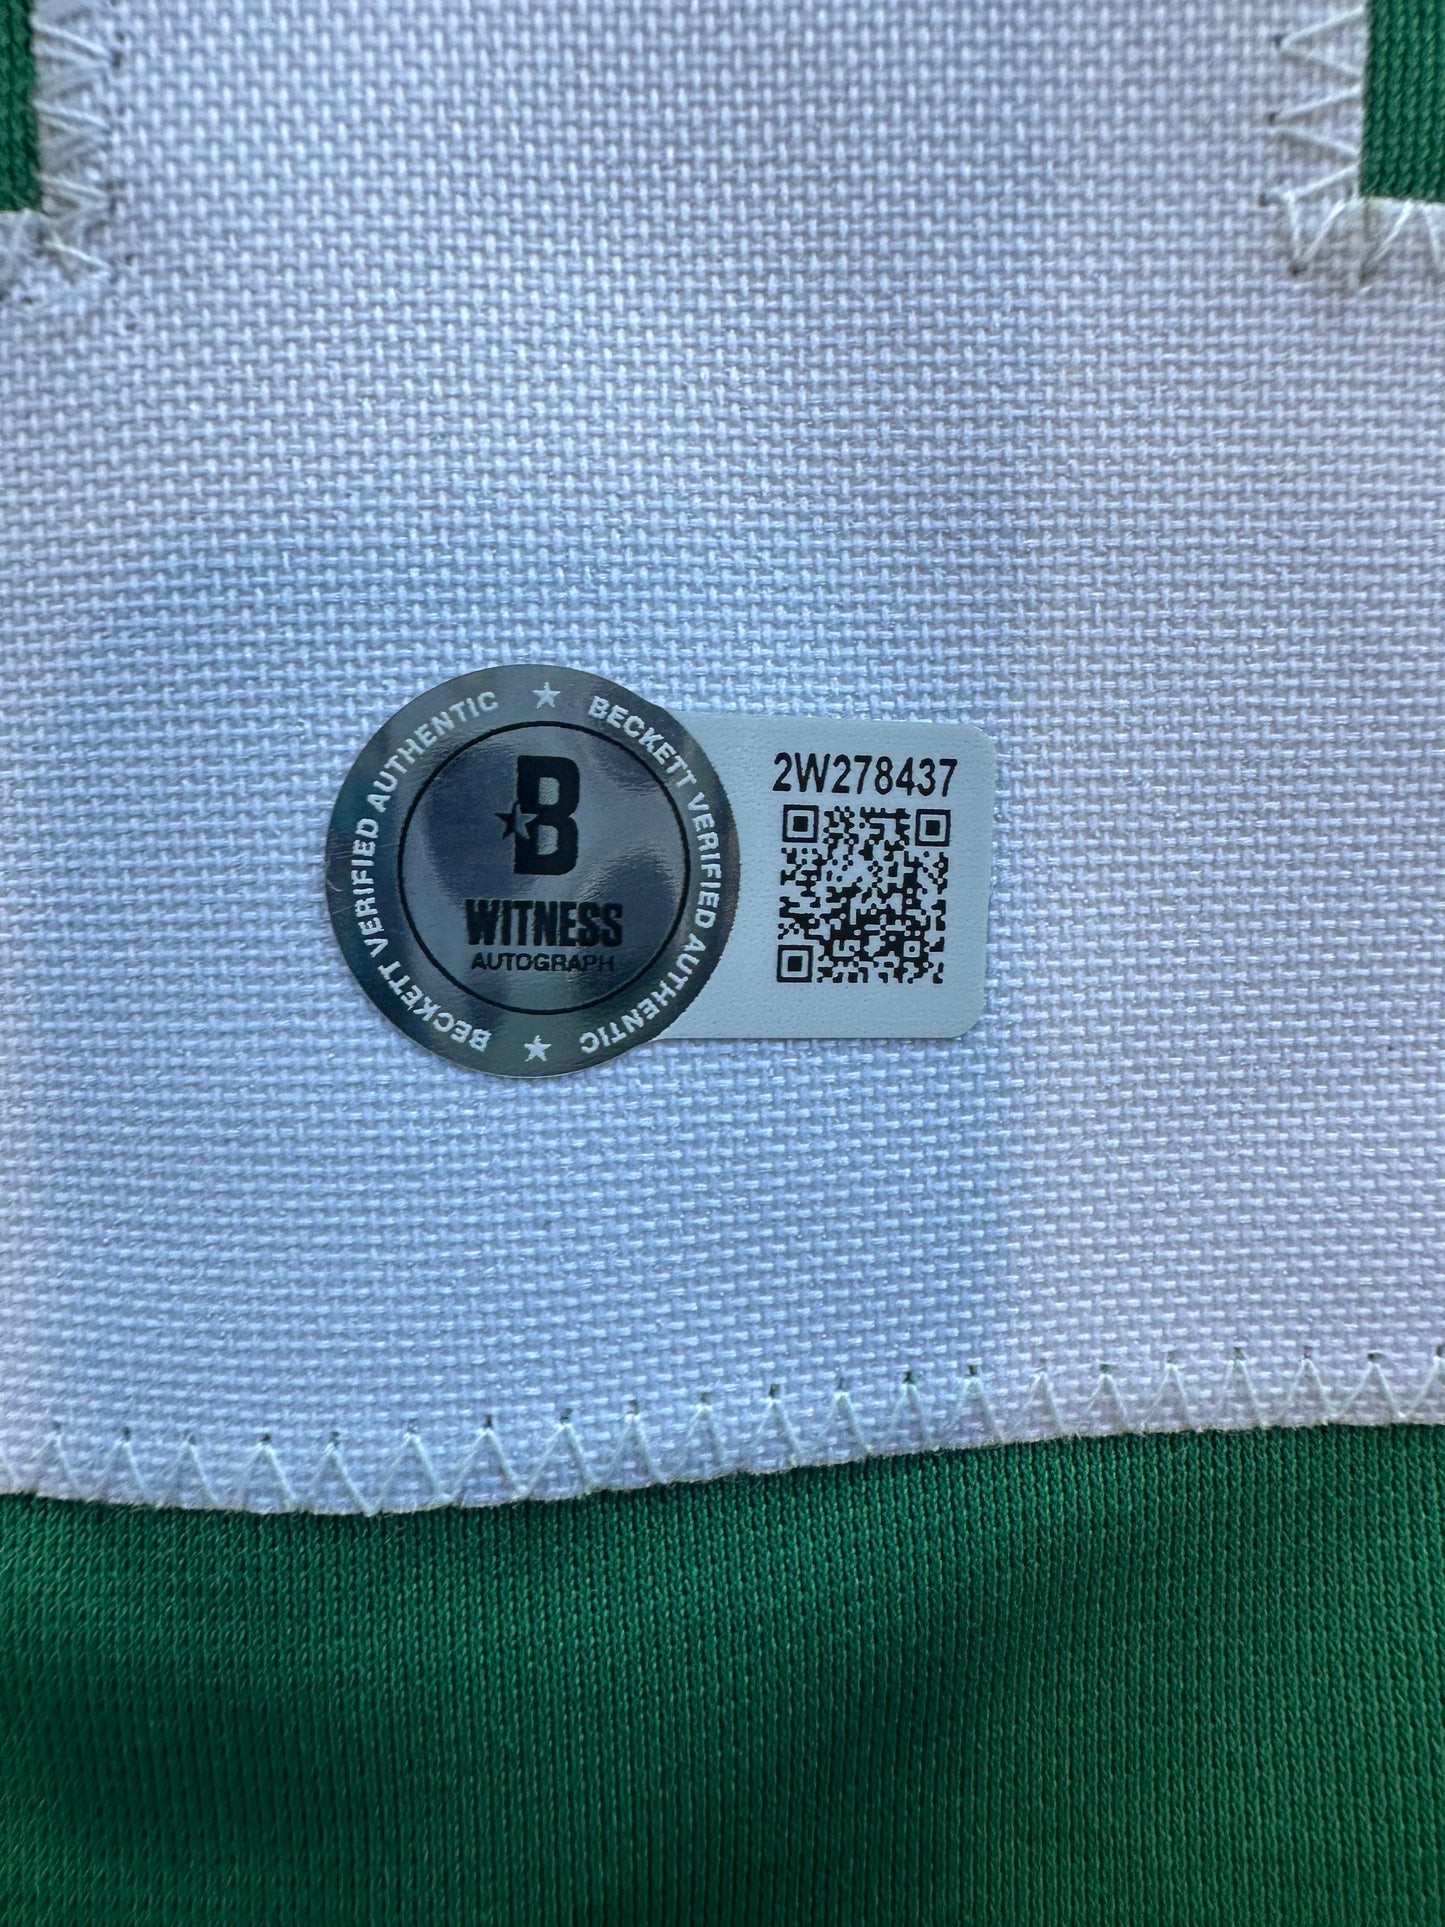 ★ BECKETT VERIFIED AUTHENTIC ★ BECKETT VERIFIED AUTHENTIC
B
WITNESS
AUTOGRAPH
2W278437